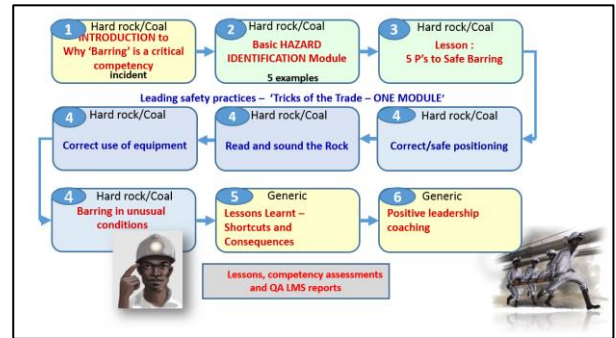 1 Hard rock/Coal
INTRODUCTION to
Why 'Barring' is a critical
competency
incident
2 Hard rock/Coal
Basic HAZARD
IDENTIFICATION Module
5 examples
3 Hard rock/Coal
Lesson :
5 P's to Safe Barring
Leading safety practices – 'Tricks of the Trade – ONE MODULE'
4 Hard rock/Coal
Correct/safe positioning
4 Hard rock/Coal
Read and sound the Rock
4 Hard rock/Coal
Correct use of equipment
4 Hard rock/Coal
Barring in unusual
conditions
5 Generic
Lessons Learnt –
Shortcuts and
Consequences
6 Generic
Positive leadership
coaching
Lessons, competency assessments
and QA LMS reports